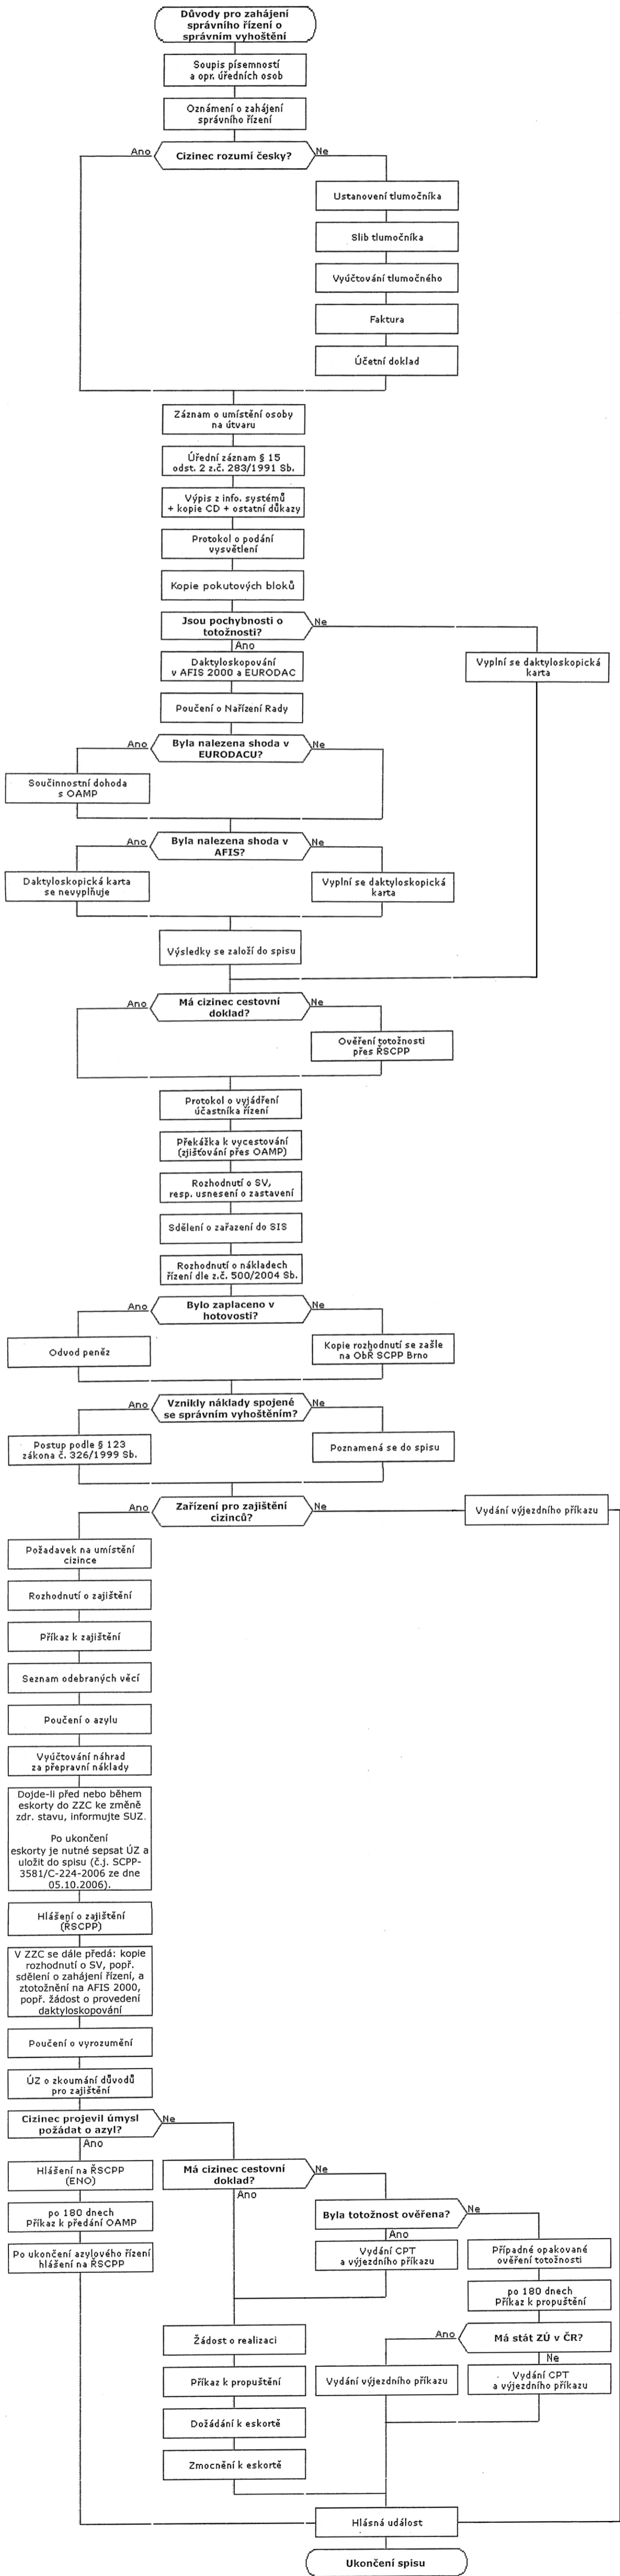 Důvody pro zahájení
správního řízení o
správním vyhoštění
Soupis písemností
a opr. úředních osob
Oznámení o zahájení
správního řízení
Ano
Cizinec rozumí česky?
Ne
Ustanovení tlumočníka
Slib tlumočníka
Vyúčtování tlumočného
Faktura
Účetní doklad
Záznam o umístění osoby
na útvaru
Úřední záznam § 15
odst. 2 z.č. 283/1991 Sb.
Výpis z info. systémů
+ kopie CD + ostatní důkazy
Protokol o podání
vysvětlení
Kopie pokutových bloků
Jsou pochybnosti o
totožnosti?
Ne
Ano
Daktyloskopování
v AFIS 2000 a EURODAC
Vyplní se daktyloskopická
karta
Poučení o Nařízení Rady
Ano
Byla nalezena shoda v
EURODACU?
Ne
Součinnostní dohoda
s OAMP
Ano
Byla nalezena shoda v
AFIS?
Ne
Daktyloskopická karta
se nevyplňuje
Vyplní se daktyloskopická
karta
Výsledky se založí do spisu
Ano
Má cizinec cestovní
doklad?
Ne
Ověření totožnosti
přes ŘSCPP
Protokol o vyjádření
účastníka řízení
Překážka k vycestování
(zjišťování přes OAMP)
Rozhodnutí o SV,
resp. usnesení o zastavení
Sdělení o zařazení do SIS
Rozhodnutí o nákladech
řízení dle z.č. 500/2004 Sb.
Ano
Bylo zaplaceno v
hotovosti?
Ne
Odvod peněz
Kopie rozhodnutí se zašle
na ObŘ SCPP Brno
Ano
Vznikly náklady spojené
se správním vyhoštěním?
Ne
Postup podle § 123
zákona č. 326/1999 Sb.
Poznamená se do spisu
Ano
Zařízení pro zajištění
cizinců?
Ne
Vydání výjezdního příkazu
Požadavek na umístění
cizince
Rozhodnutí o zajištění
Příkaz k zajištění
Seznam odebraných věcí
Poučení o azylu
Vyúčtování náhrad
za přepravní náklady
Dojde-li před nebo během
eskorty do ZZC ke změně
zdr. stavu, informujte SUZ.
Po ukončení
eskorty je nutné sepsat ÚZ a
uložit do spisu (č.j. SCPP-
3581/C-224-2006 ze dne
05.10.2006).
Hlášení o zajištění
(ŘSCPP)
V ZZC se dále předá: kopie
rozhodnutí o SV, popř.
sdělení o zahájení řízení, a
ztotožnění na AFIS 2000,
popř. žádost o provedení
daktyloskopování
Poučení o vyrozumění
ÚZ o zkoumání důvodů
pro zajištění
Cizinec projevil úmysl
požádat o azyl?
Ne
Ano
Hlášení na ŘSCPP
(ENO)
Má cizinec cestovní
doklad?
Ne
Ano
po 180 dnech
Příkaz k předání OAMP
Byla totožnost ověřena?
Ne
Ano
Po ukončení azylového řízení
hlášení na ŘSCPP
Vydání CPT
a výjezdního příkazu
Případné opakované
ověření totožnosti
po 180 dnech
Příkaz k propuštění
Žádost o realizaci
Ano
Má stát ZÚ v ČR?
Ne
Příkaz k propuštění
Vydání výjezdního příkazu
Vydání CPT
a výjezdního příkazu
Dožádání k eskortě
Zmocnění k eskortě
Hlásná událost
Ukončení spisu